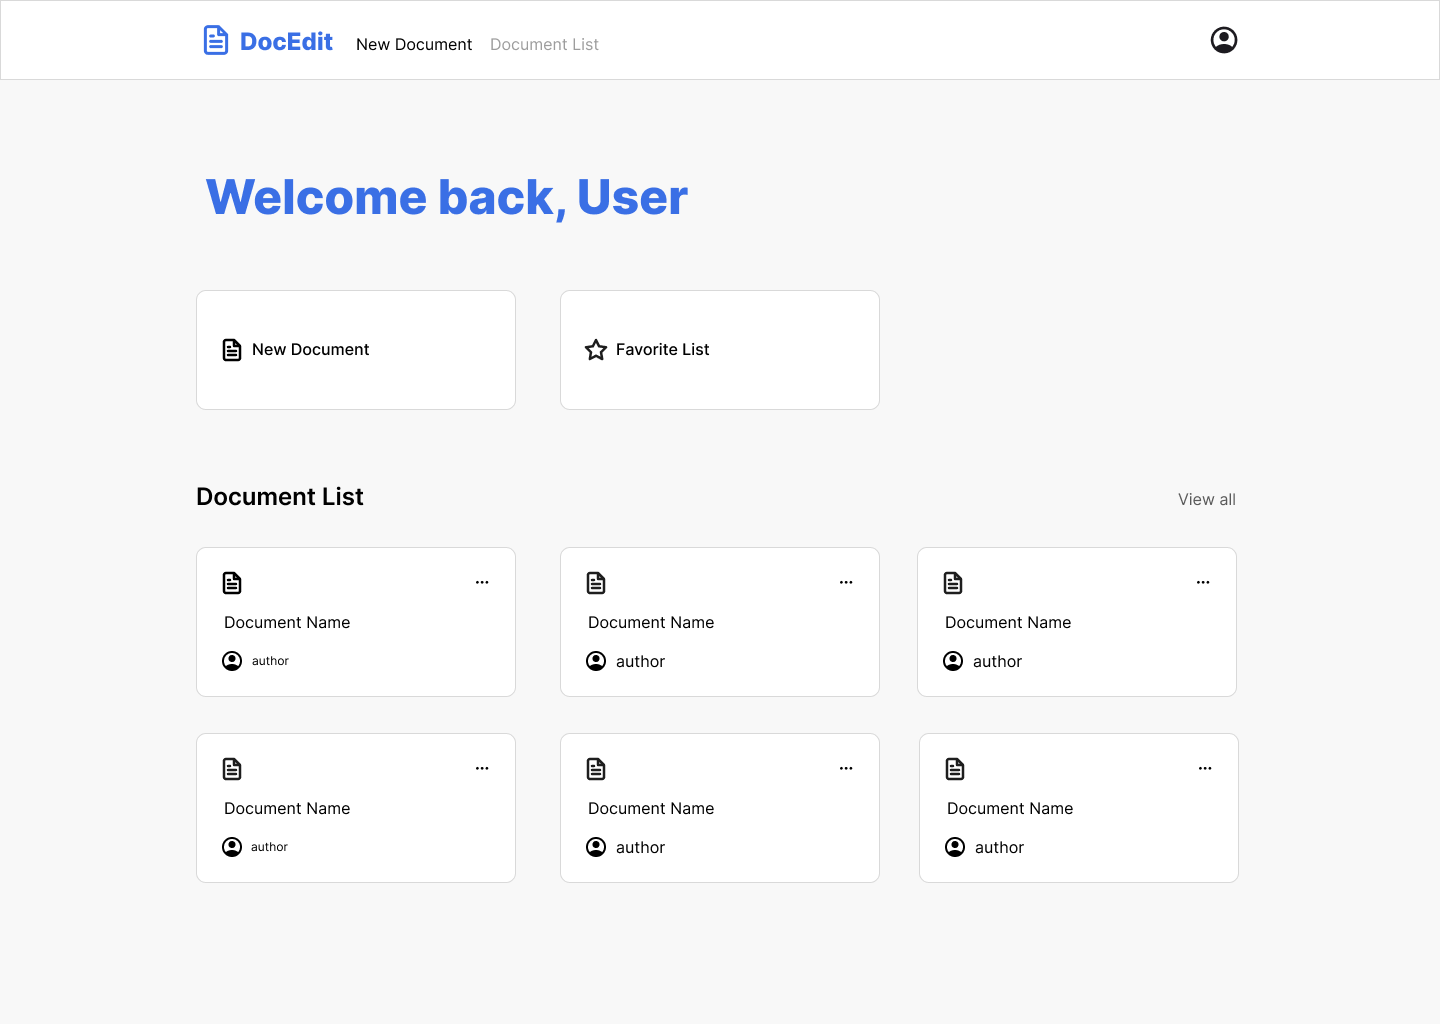 DocEdit New Document Document List
Welcome back, User
New Document Favorite List
Document List View all
Document Name Document Name Document Name
author author author
Document Name Document Name Document Name
author author author